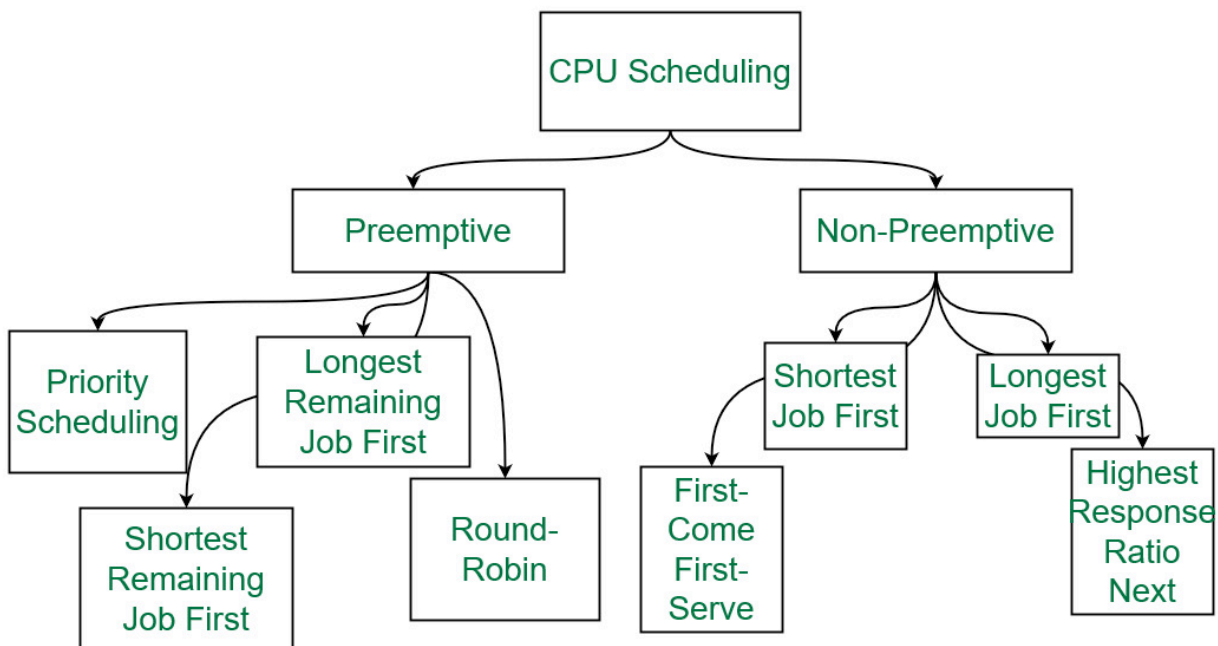 CPU Scheduling
Preemptive
Non-Preemptive
Priority
Scheduling
Longest
Remaining
Job First
Shortest
Job First
Longest
Job First
Shortest
Remaining
Job First
Round-
Robin
First-
Come
First-
Serve
Highest
Response
Ratio
Next